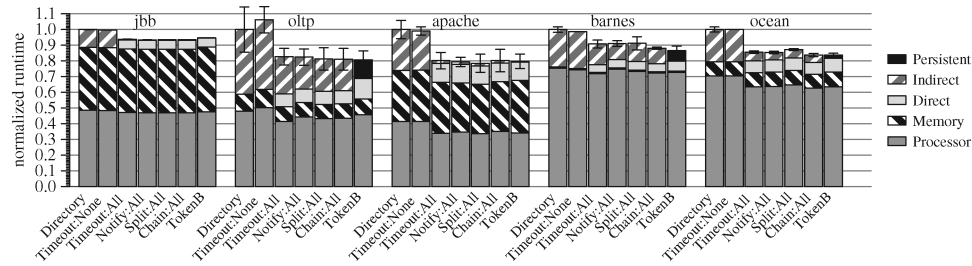 jbb oltp apache barnes ocean
normalized runtime
1.1
1.0
0.9
0.8
0.7
0.6
0.5
0.4
0.3
0.2
0.1
0.0
Persistent
Indirect
Direct
Memory
Processor
Directory
Timeout:None
Timeout:All
Notify:All
Split:All
Chain:All
TokenB
Directory
Timeout:None
Timeout:All
Notify:All
Split:All
Chain:All
TokenB
Directory
Timeout:None
Timeout:All
Notify:All
Split:All
Chain:All
TokenB
Directory
Timeout:None
Timeout:All
Notify:All
Split:All
Chain:All
TokenB
Directory
Timeout:None
Timeout:All
Notify:All
Split:All
Chain:All
TokenB